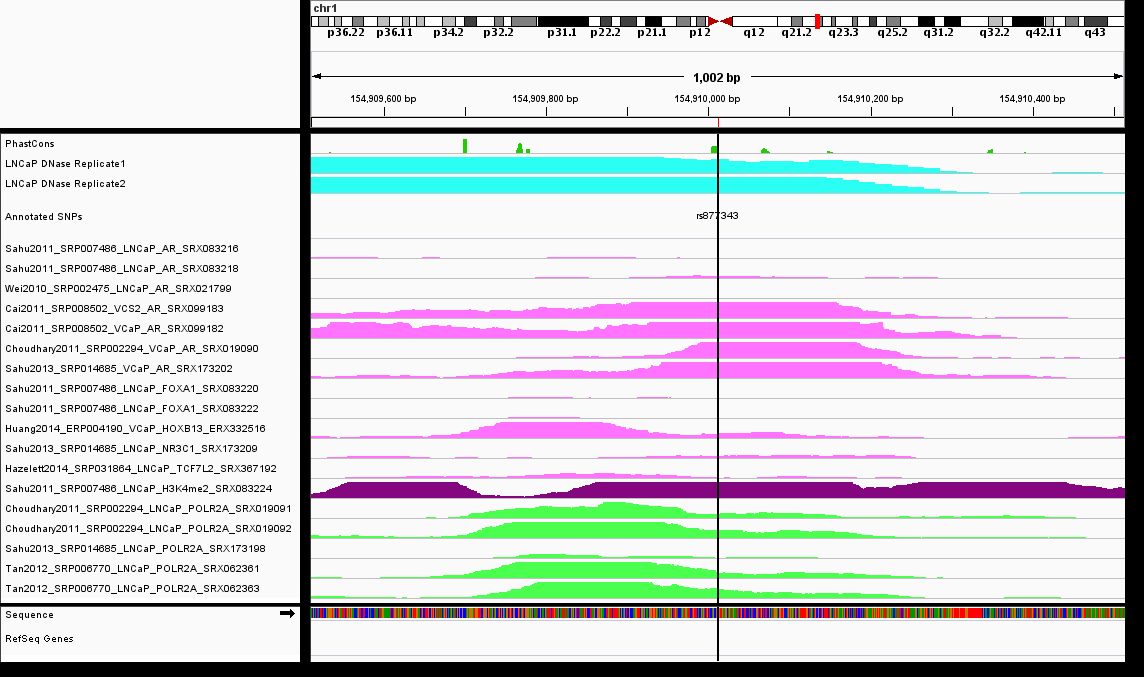 chr1
p36.22 p36.11 p34.2 p32.2 p31.1 p22.2 p21.1 p12 q12 q21.2 q23.3 q25.2 q31.2 q32.2 q42.11 q43
1,002 bp
154,909,600 bp 154,909,800 bp 154,910,000 bp 154,910,200 bp 154,910,400 bp
PhastCons
LNCaP DNase Replicate1
LNCaP DNase Replicate2
Annotated SNPs
rs877343
Sahu2011_SRP007486_LNCaP_AR_SRX083216
Sahu2011_SRP007486_LNCaP_AR_SRX083218
Wei2010_SRP002475_LNCaP_AR_SRX021799
Cai2011_SRP008502_VCS2_AR_SRX099183
Cai2011_SRP008502_VCaP_AR_SRX099182
Choudhary2011_SRP002294_VCaP_AR_SRX019090
Sahu2013_SRP014685_VCaP_AR_SRX173202
Sahu2011_SRP007486_LNCaP_FOXA1_SRX083220
Sahu2011_SRP007486_LNCaP_FOXA1_SRX083222
Huang2014_ERP004190_VCaP_HOXB13_ERX332516
Sahu2013_SRP014685_LNCaP_NR3C1_SRX173209
Hazelett2014_SRP031864_LNCaP_TCF7L2_SRX367192
Sahu2011_SRP007486_LNCaP_H3K4me2_SRX083224
Choudhary2011_SRP002294_LNCaP_POLR2A_SRX019091
Choudhary2011_SRP002294_LNCaP_POLR2A_SRX019092
Sahu2013_SRP014685_LNCaP_POLR2A_SRX173198
Tan2012_SRP006770_LNCaP_POLR2A_SRX062361
Tan2012_SRP006770_LNCaP_POLR2A_SRX062363
Sequence
RefSeq Genes